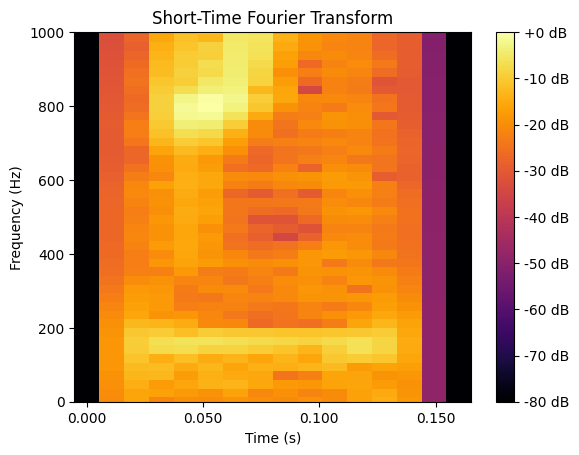 Short-Time Fourier Transform
1000
800
600
400
200
0
Frequency (Hz)
0.000
0.050
0.100
0.150
Time (s)
+0 dB
-10 dB
-20 dB
-30 dB
-40 dB
-50 dB
-60 dB
-70 dB
-80 dB